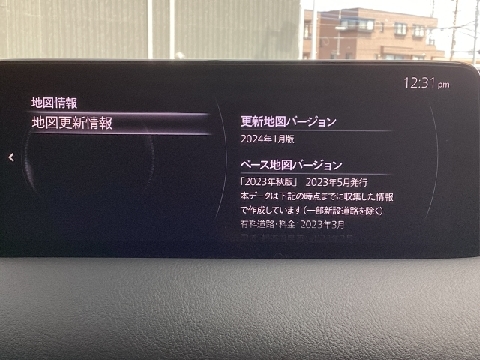 12:31pm
地図情報
地図更新情報
更新地図バージョン
2024年1月版
ベース地図バージョン
「2023年秋版」 2023年5月発行
本データは下記の時点までに収集した情報
で作成しています(一部新設道路を除く)
有料道路・料金：2023年3月